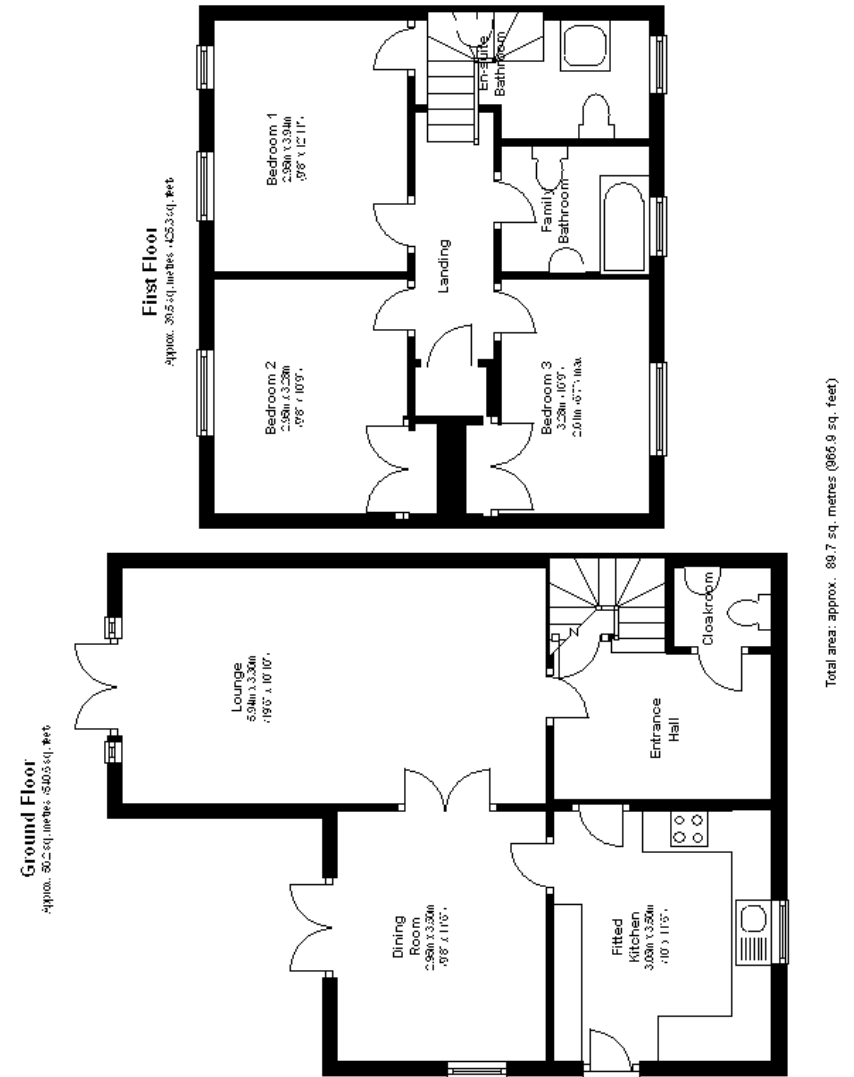 Ground Floor
Approx. 50.2 sq. metres (540.6 sq. feet)
Lounge
5.94m x 3.30m
(19'6" x 10'10")
Dining
Room
2.95m x 3.50m
(9'8" x 11'6")
Fitted
Kitchen
3.05m x 3.50m
(10' x 11'6")
Entrance
Hall
Cloakroom
First Floor
Approx. 39.5 sq. metres (425.3 sq. feet)
Bedroom 1
2.95m x 3.94m
(9'8" x 12'11")
Bedroom 2
2.95m x 3.28m
(9'8" x 10'9")
Bedroom 3
3.28m (10'9")
Landing
En-suite
Bathroom
Family
Bathroom
Total area: approx. 89.7 sq. metres (965.9 sq. feet)